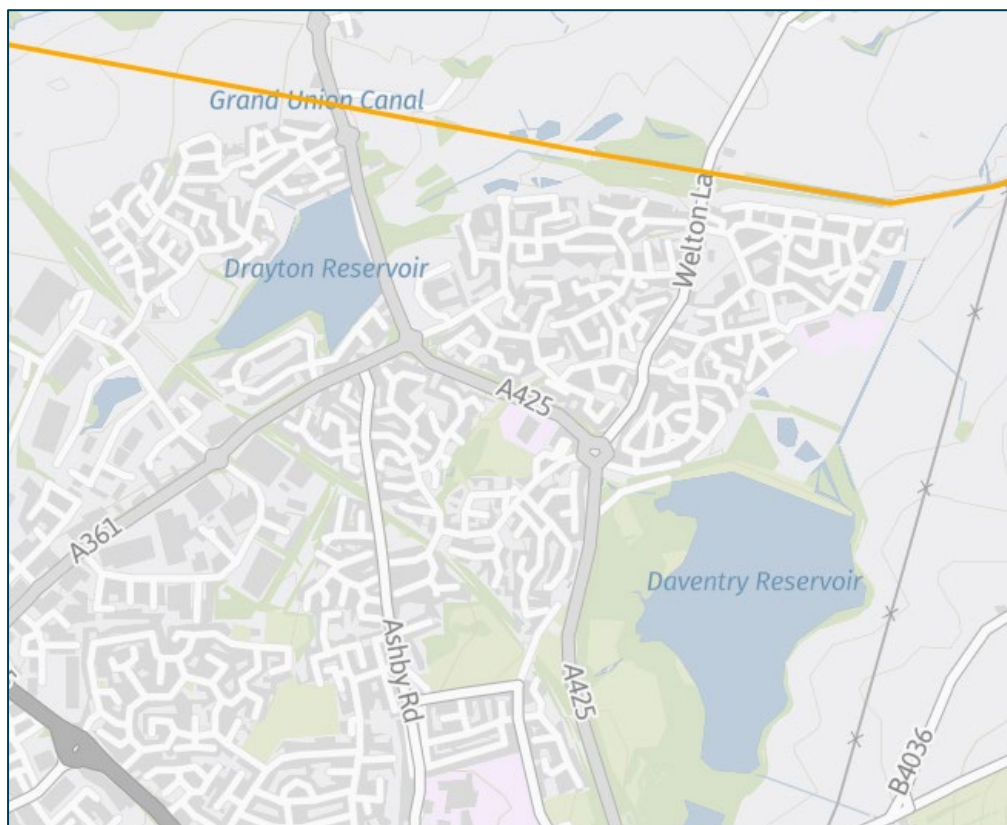 Grand Union Canal
Welton La
Drayton Reservoir
A425
A361
Daventry Reservoir
Ashby Rd
A425
B4036